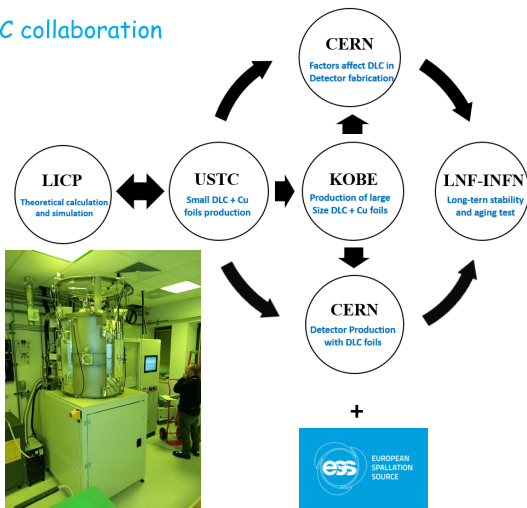 C collaboration
CERN
Factors affect DLC in
Detector fabrication
LICP
Theoretical calculation
and simulation
USTC
Small DLC + Cu
foils production
KOBE
Production of large
Size DLC + Cu foils
LNF-INFN
Long-tern stability
and aging test
CERN
Detector Production
with DLC foils
+
ess
EUROPEAN
SPALLATION
SOURCE